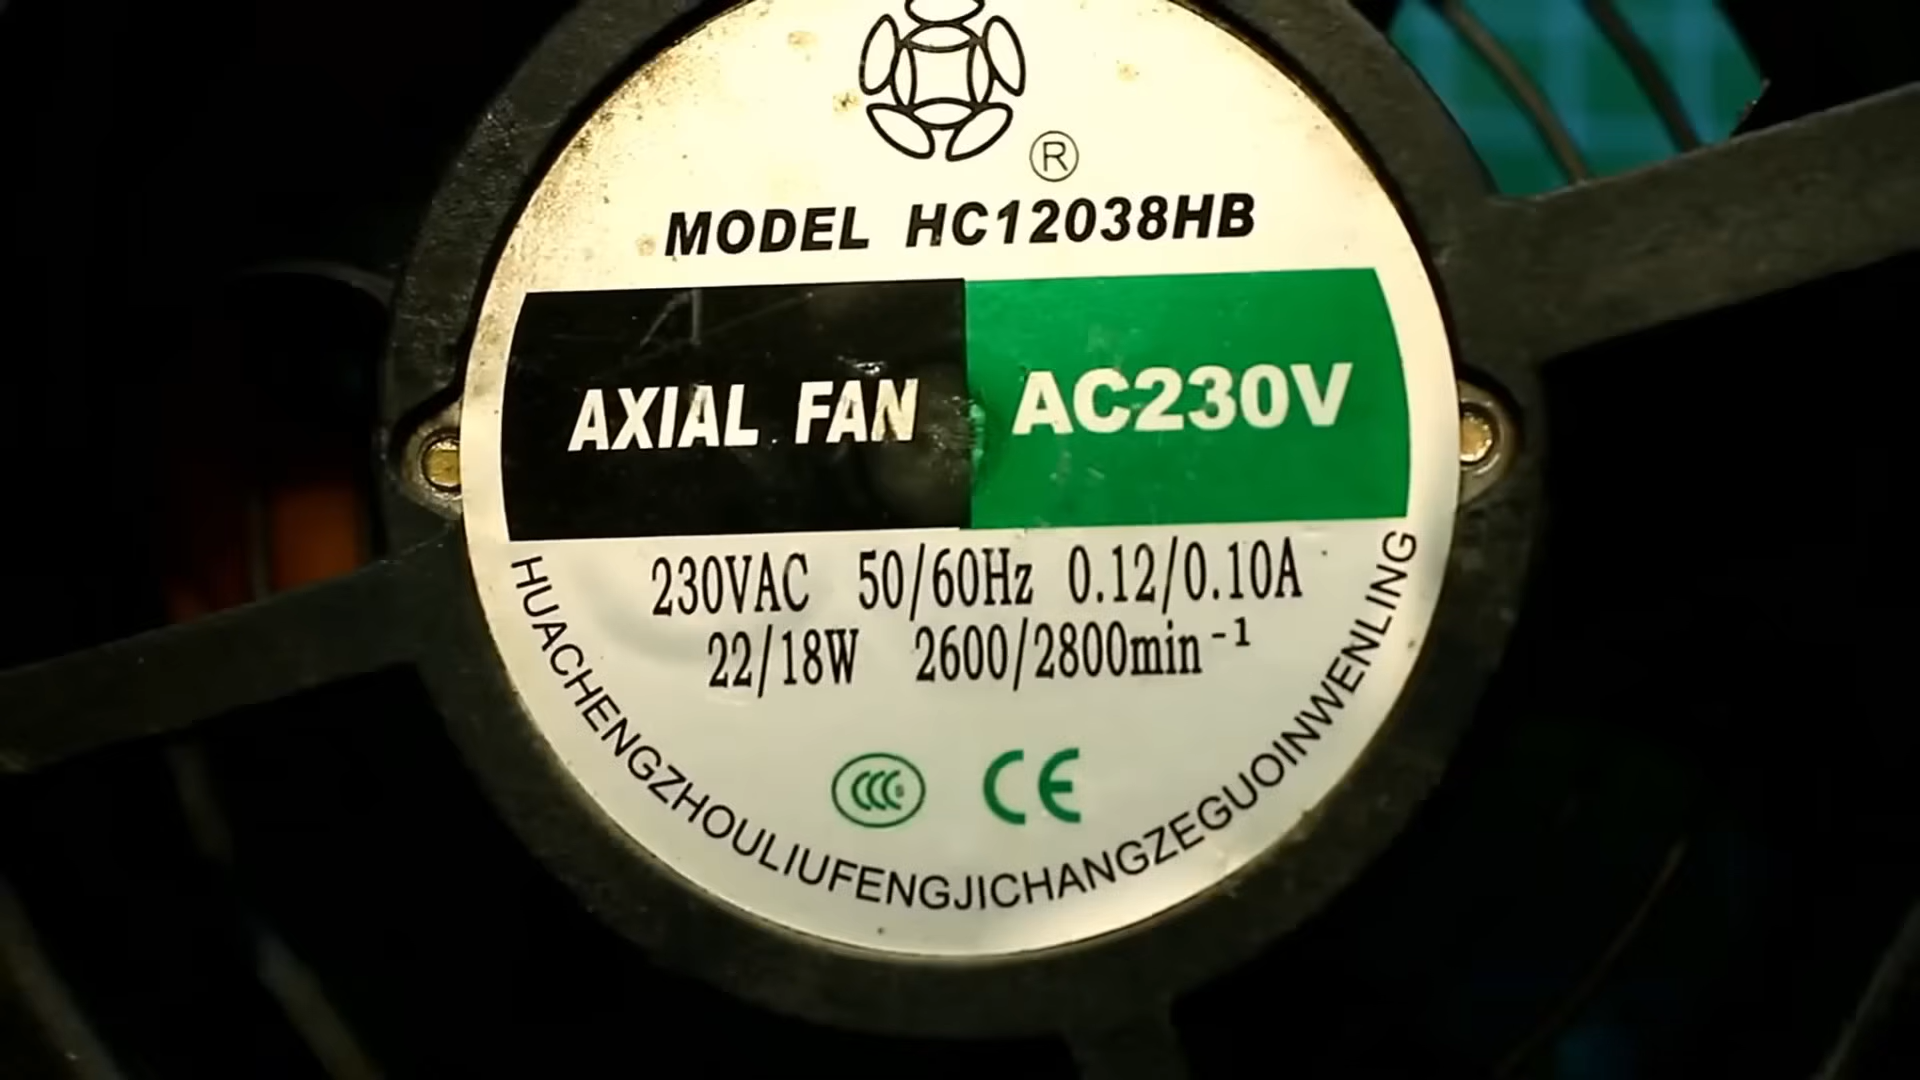 ®
MODEL HC12038HB
AXIAL FAN
AC230V
230VAC 50/60Hz 0.12/0.10A
22/18W 2600/2800min⁻¹
CCC
CE
HUACHENGZHOULIUFENGJICHANGZEGUOINWENLING